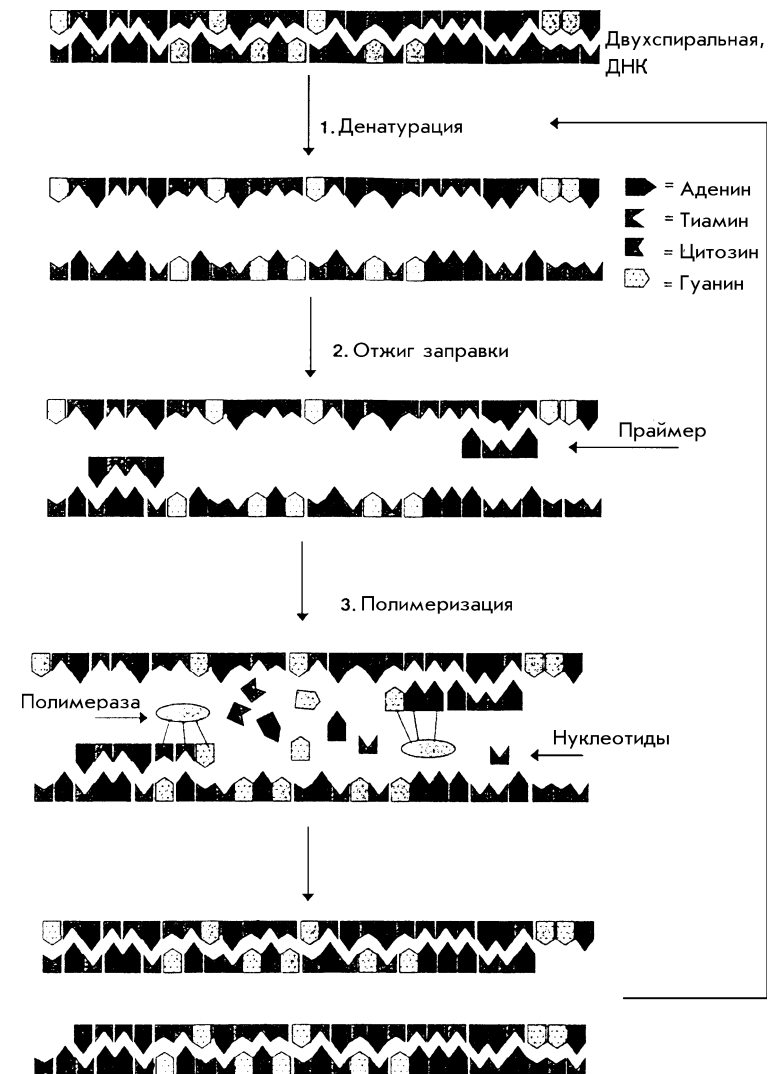 Двухспиральная,
ДНК
1. Денатурация
= Аденин
= Тиамин
= Цитозин
= Гуанин
2. Отжиг заправки
Праймер
3. Полимеризация
Полимераза
Нуклеотиды